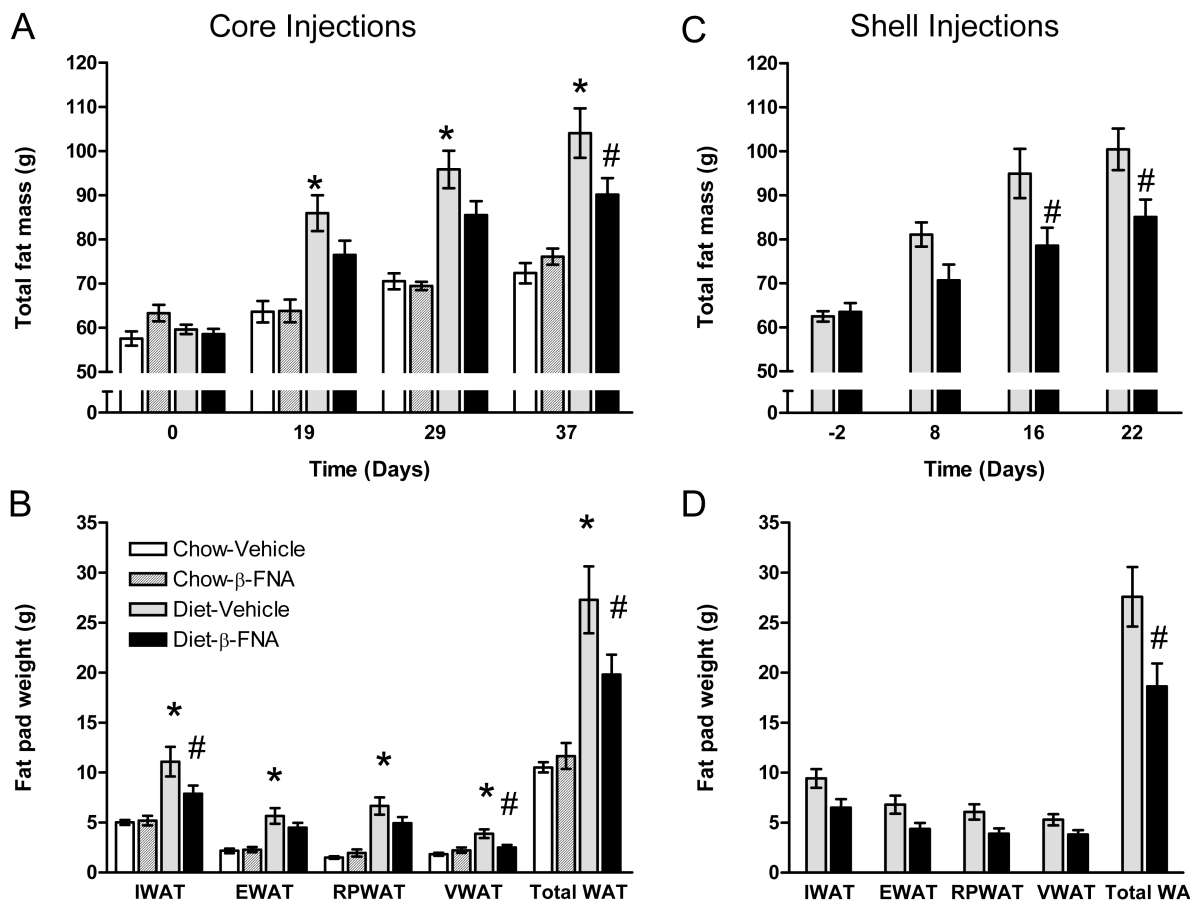 A
Core Injections
Total fat mass (g)
120
110
100
90
80
70
60
50
0
*
*
*
#
0 19 29 37
Time (Days)
C
Shell Injections
Total fat mass (g)
120
110
100
90
80
70
60
50
0
#
#
-2 8 16 22
Time (Days)
B
Fat pad weight (g)
35
30
25
20
15
10
5
0
Chow-Vehicle
Chow-β-FNA
Diet-Vehicle
Diet-β-FNA
*
#
*
*
*
#
*
#
IWAT EWAT RPWAT VWAT Total WAT
D
Fat pad weight (g)
35
30
25
20
15
10
5
0
#
IWAT EWAT RPWAT VWAT Total WA